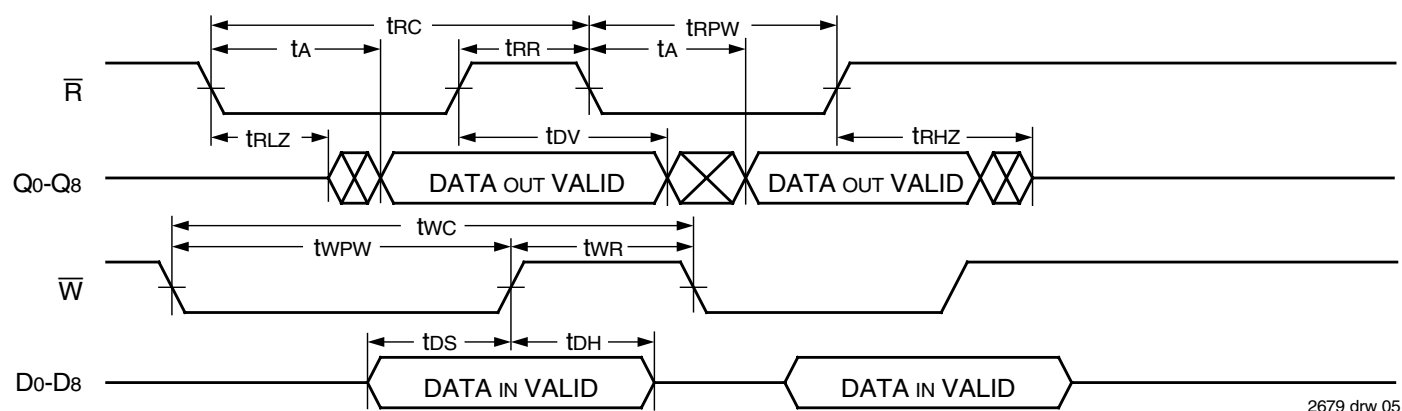 tRC tRPW
tA tRR tA
R̅
tRLZ tDV tRHZ
Q0-Q8 DATA OUT VALID DATA OUT VALID
tWC
tWPW tWR
W̅
tDS tDH
D0-D8 DATA IN VALID DATA IN VALID
2679 drw 05